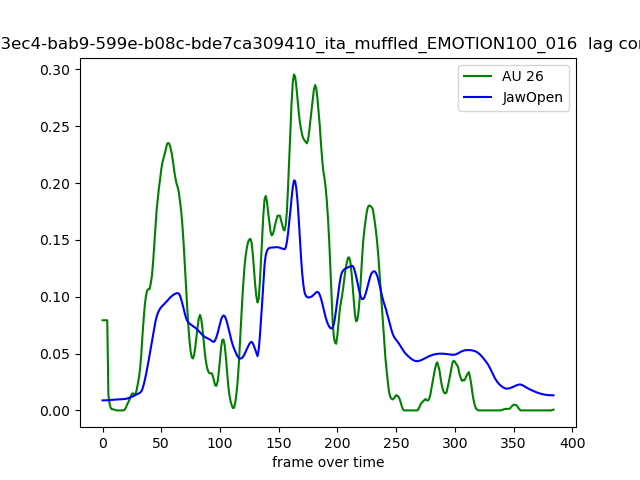 3ec4-bab9-599e-b08c-bde7ca309410_ita_muffled_EMOTION100_016 lag
AU 26
JawOpen
0.30
0.25
0.20
0.15
0.10
0.05
0.00
0 50 100 150 200 250 300 350 400
frame over time